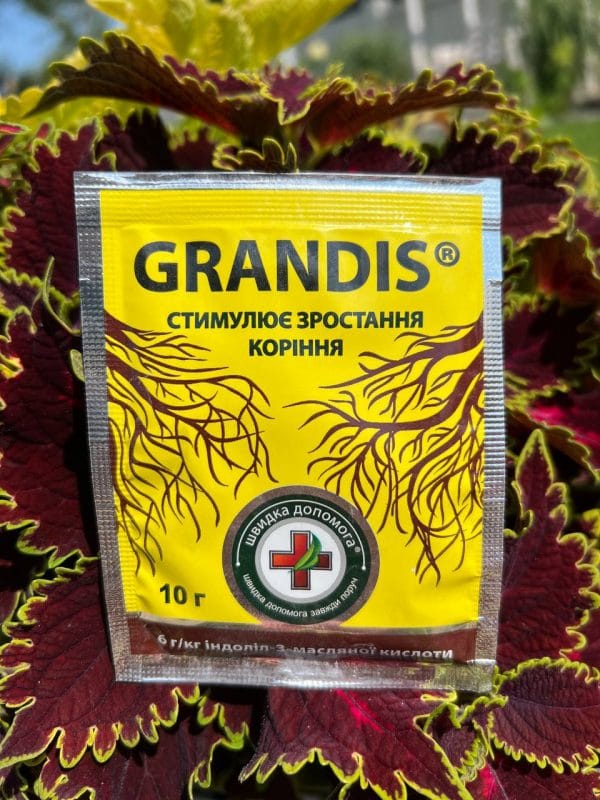 GRANDIS®
СТИМУЛЮЄ ЗРОСТАННЯ
КОРІННЯ
ШВИДКА ДОПОМОГА®
швидка допомога завжди поруч
10 г
6 г/кг індоліл-3-масляної кислоти